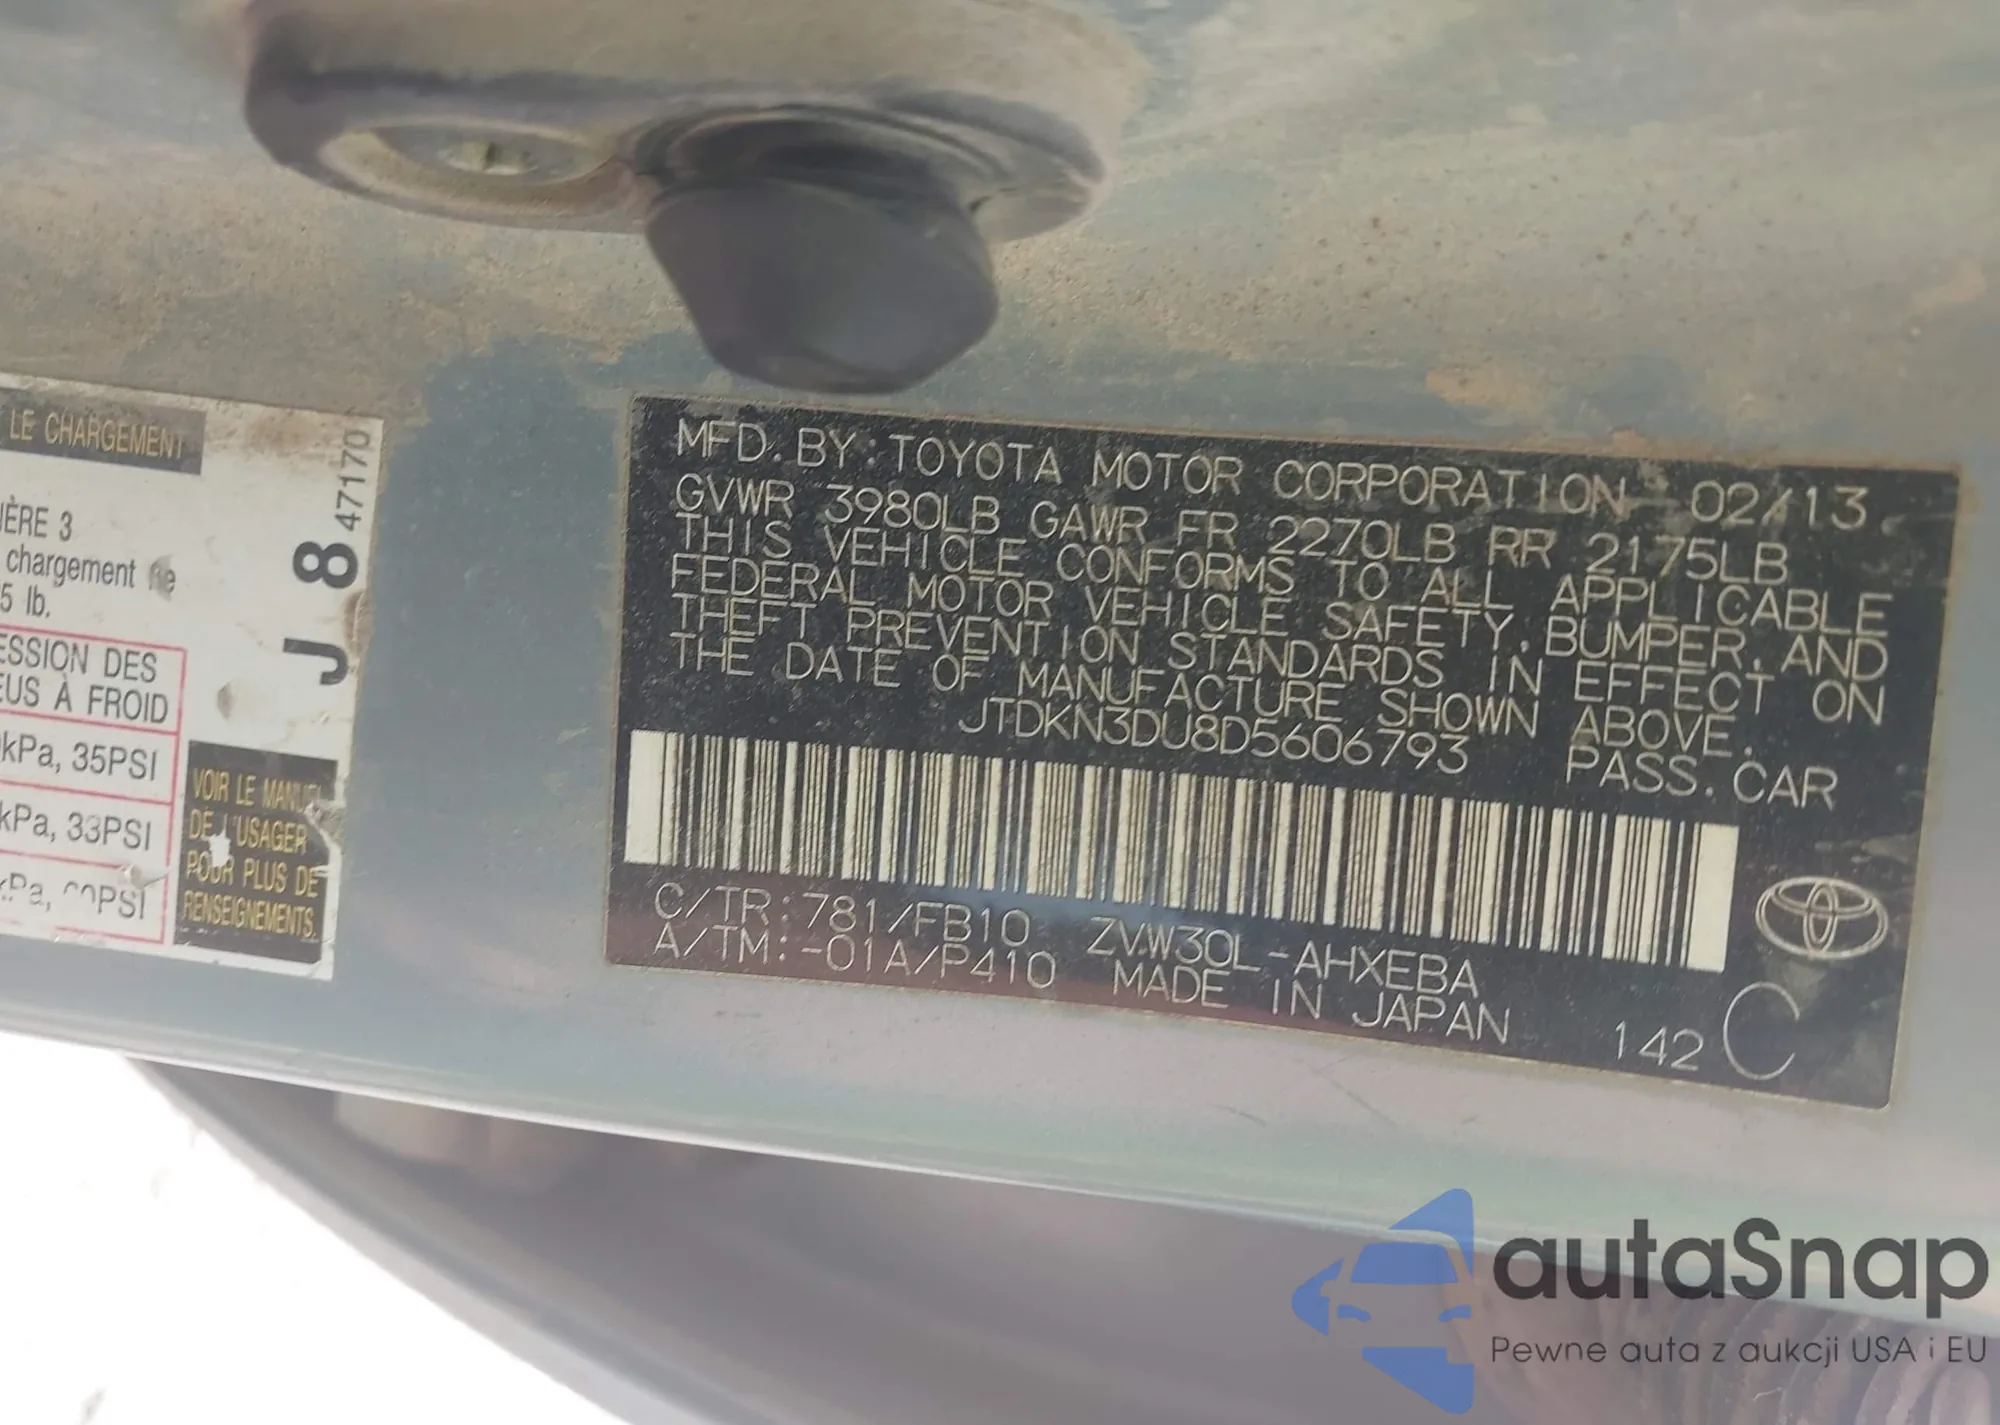 LE CHARGEMENT
IÈRE 3
chargement ne
5 lb.
ESSION DES
EUS À FROID
kPa, 35PSI
kPa, 33PSI
kPa, PSI
J 8 47170
VOIR LE MANUEL
DE L'USAGER
POUR PLUS DE
RENSEIGNEMENTS.
MFD. BY: TOYOTA MOTOR CORPORATION 02/13
GVWR 3980LB GAWR FR 2270LB RR 2175LB
THIS VEHICLE CONFORMS TO ALL APPLICABLE
FEDERAL MOTOR VEHICLE SAFETY, BUMPER, AND
THEFT PREVENTION STANDARDS IN EFFECT ON
THE DATE OF MANUFACTURE SHOWN ABOVE.
JTDKN3DU8D5606793 PASS. CAR
C/TR: 781/FB10 ZVW30L-AHXEBA
A/TM: -01A/P410 MADE IN JAPAN 142 C
autaSnap
Pewne auta z aukcji USA i EU